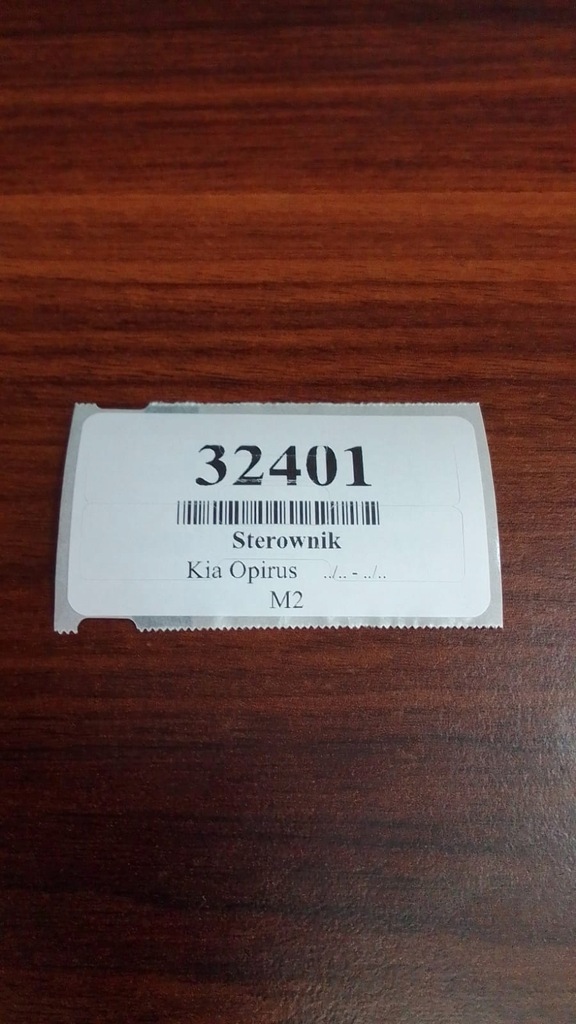 32401
Sterownik
Kia Opirus ../.. - ../..
M2